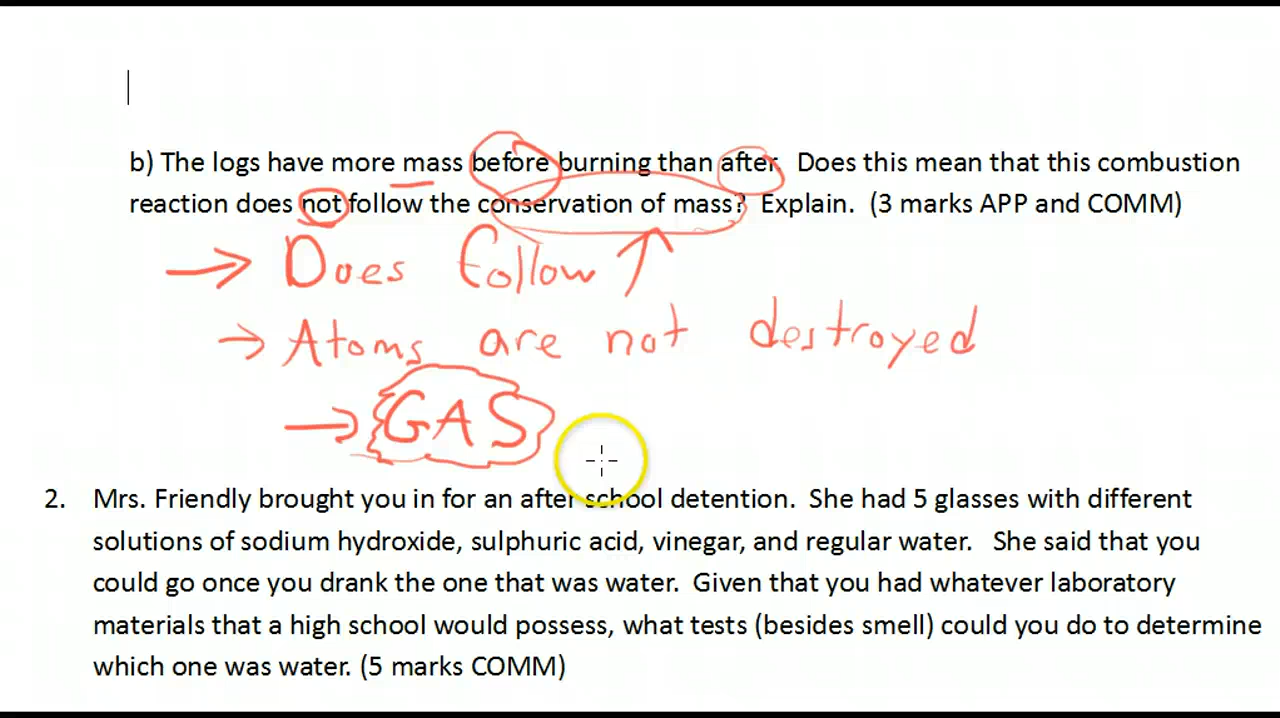 b) The logs have more mass before burning than after. Does this mean that this combustion
reaction does not follow the conservation of mass? Explain. (3 marks APP and COMM)
→ Does follow ↑
→ Atoms are not destroyed
→ GAS
2. Mrs. Friendly brought you in for an after school detention. She had 5 glasses with different
solutions of sodium hydroxide, sulphuric acid, vinegar, and regular water. She said that you
could go once you drank the one that was water. Given that you had whatever laboratory
materials that a high school would possess, what tests (besides smell) could you do to determine
which one was water. (5 marks COMM)